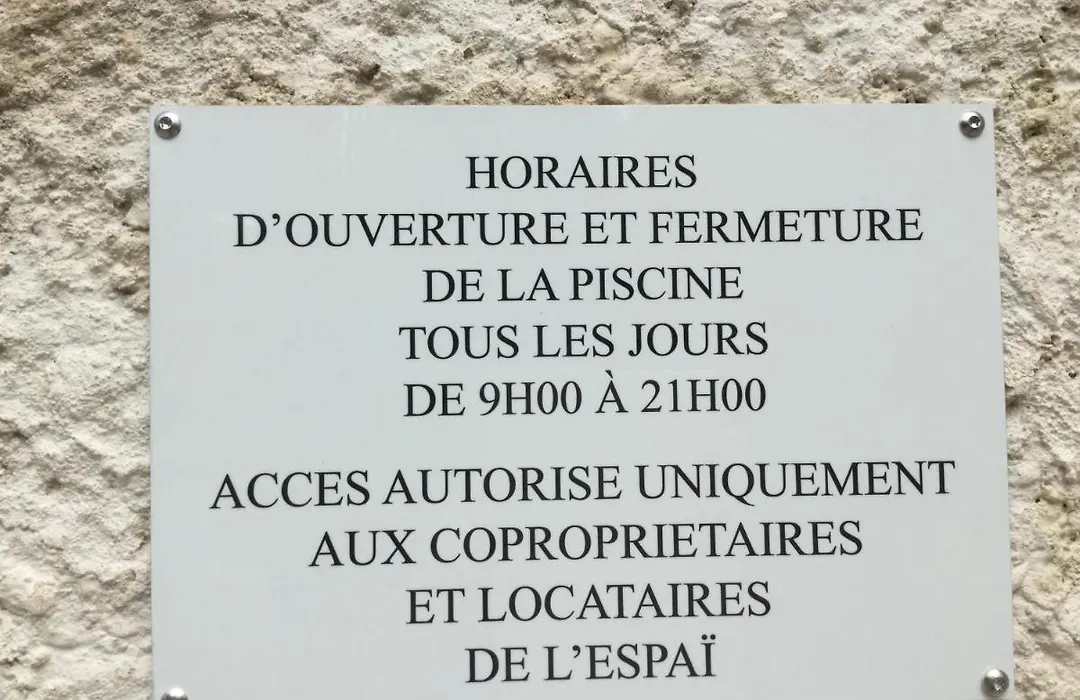 HORAIRES
D’OUVERTURE ET FERMETURE
DE LA PISCINE
TOUS LES JOURS
DE 9H00 À 21H00
ACCES AUTORISE UNIQUEMENT
AUX COPROPRIETAIRES
ET LOCATAIRES
DE L’ESPAÏ